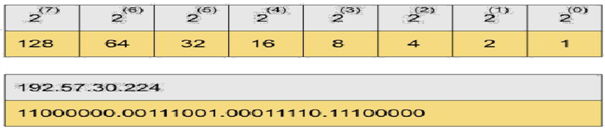 2(7) 2(6) 2(5) 2(4) 2(3) 2(2) 2(1) 2(0)
128 64 32 16 8 4 2 1
192.57.30.224
11000000.00111001.00011110.11100000